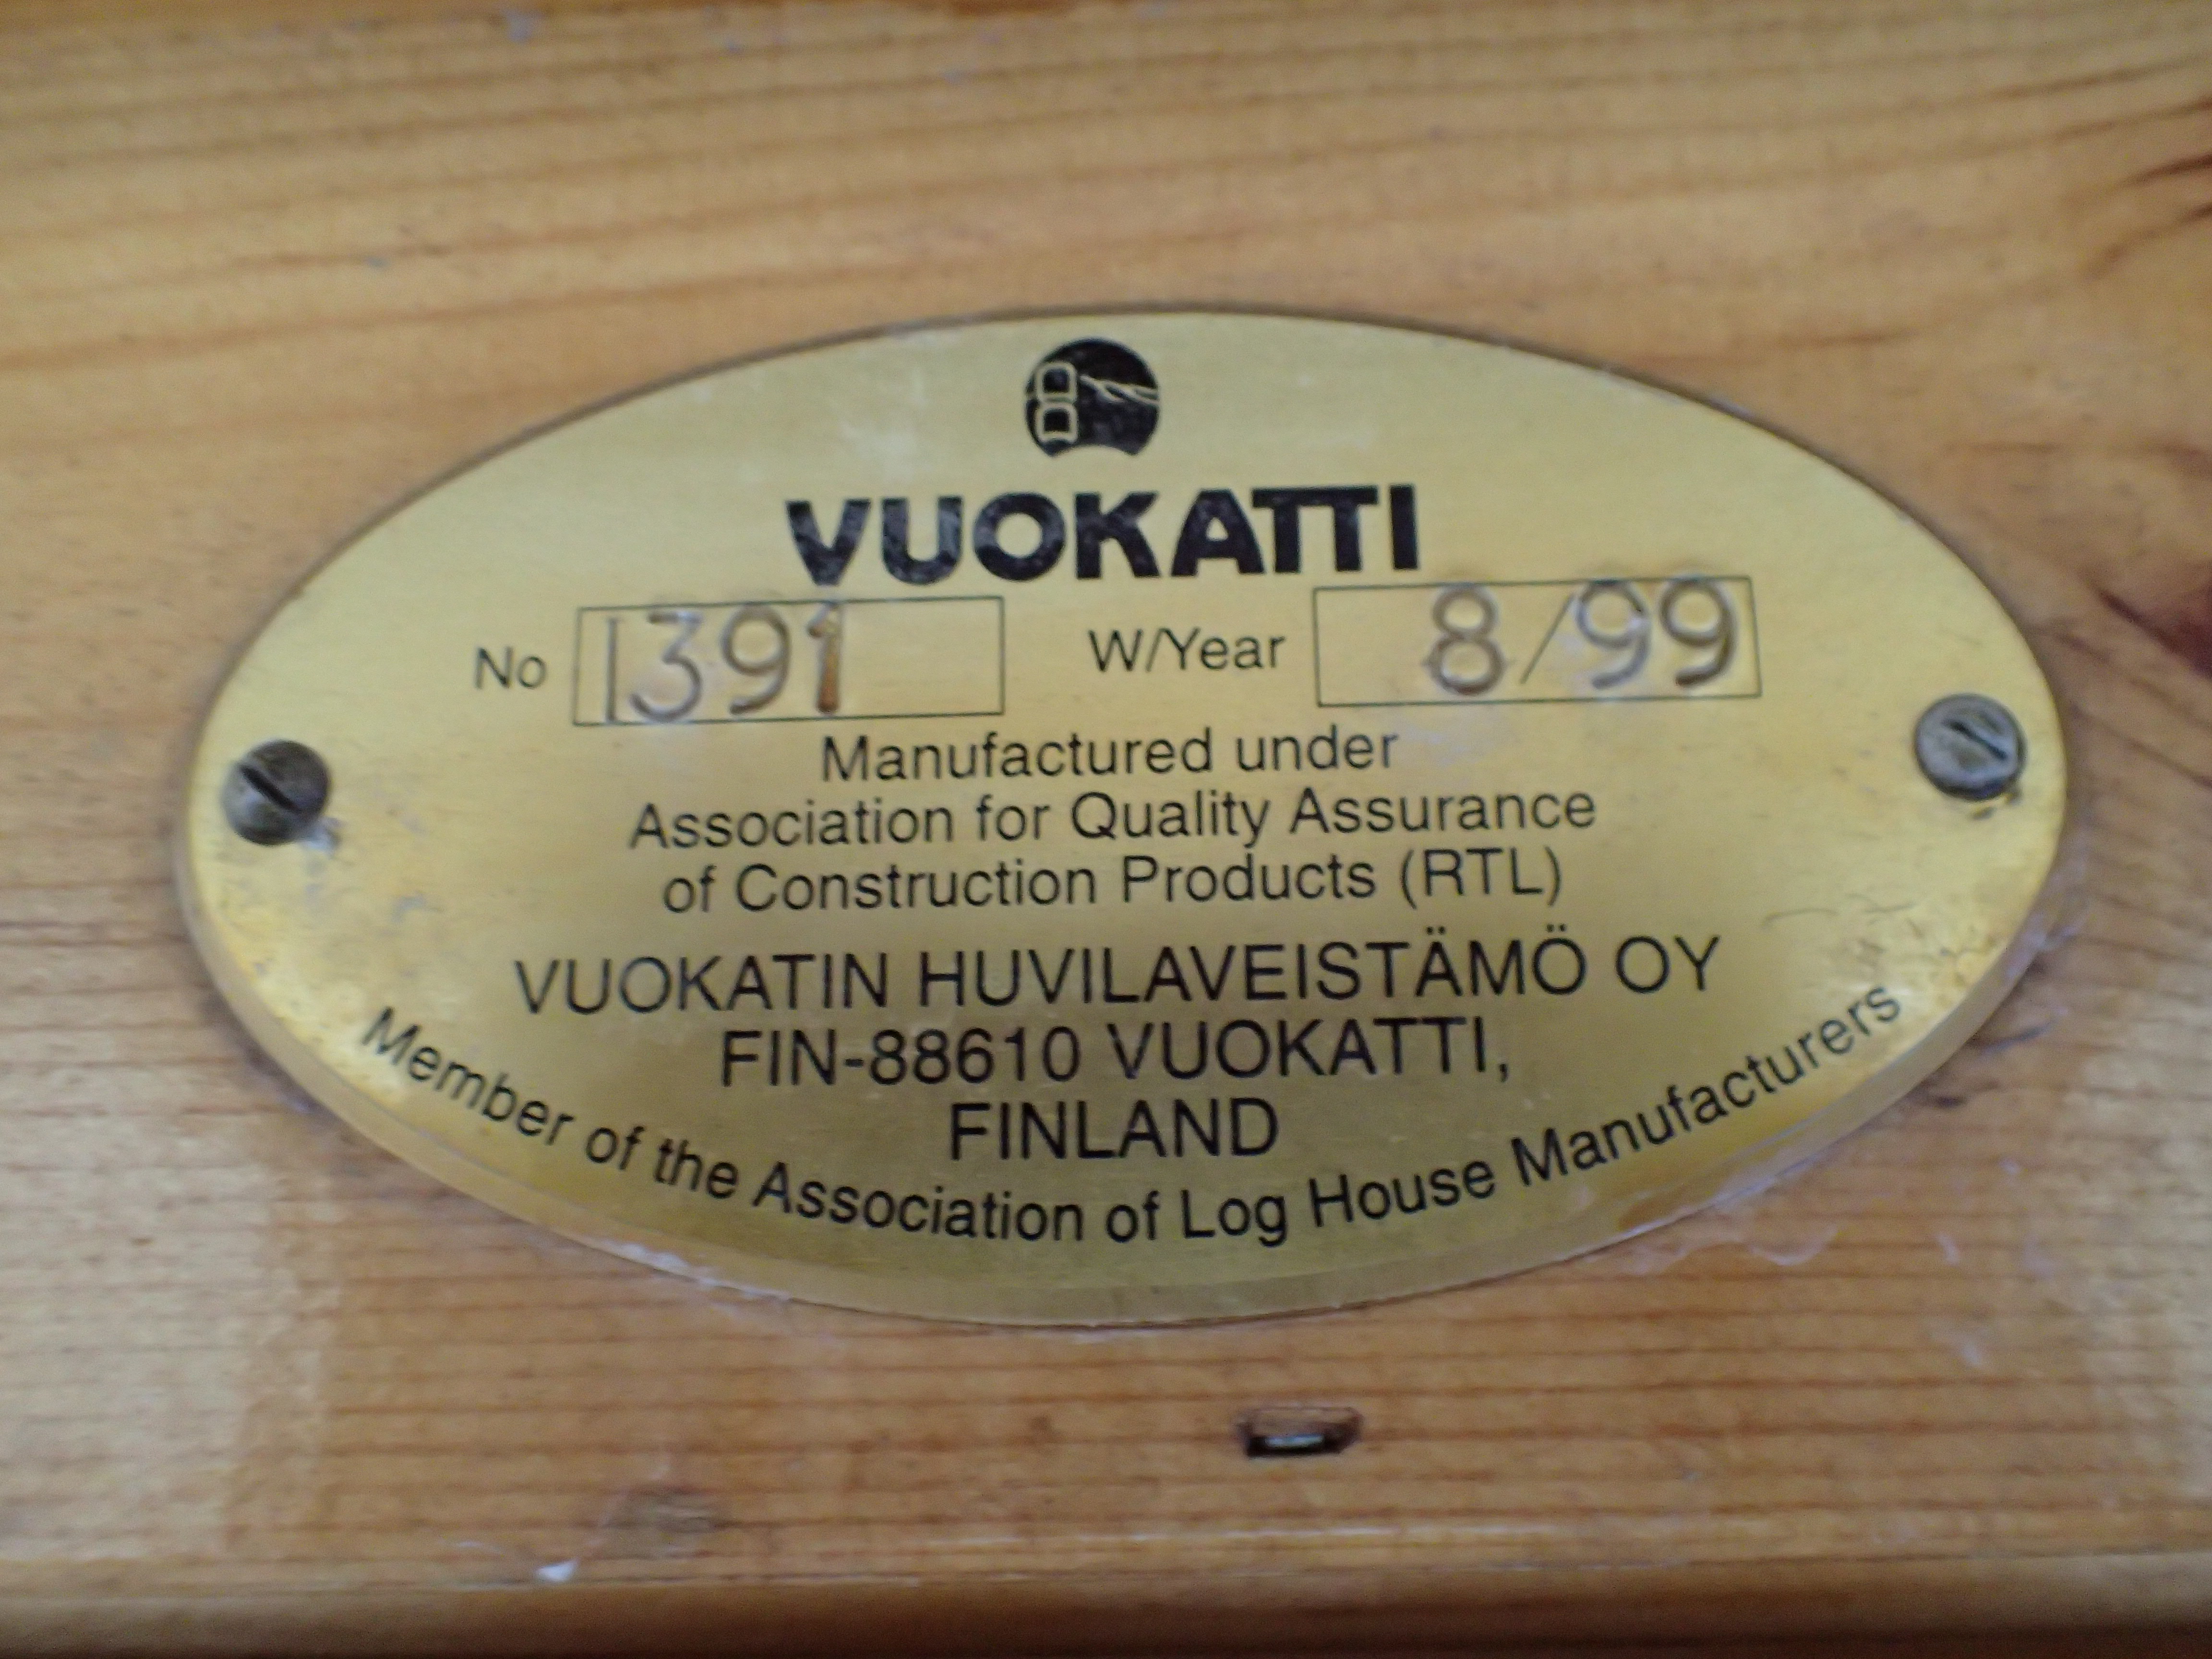 VUOKATTI
No 1391 W/Year 8/99
Manufactured under
Association for Quality Assurance
of Construction Products (RTL)
VUOKATIN HUVILAVEISTÄMÖ OY
FIN-88610 VUOKATTI,
FINLAND
Member of the Association of Log House Manufacturers